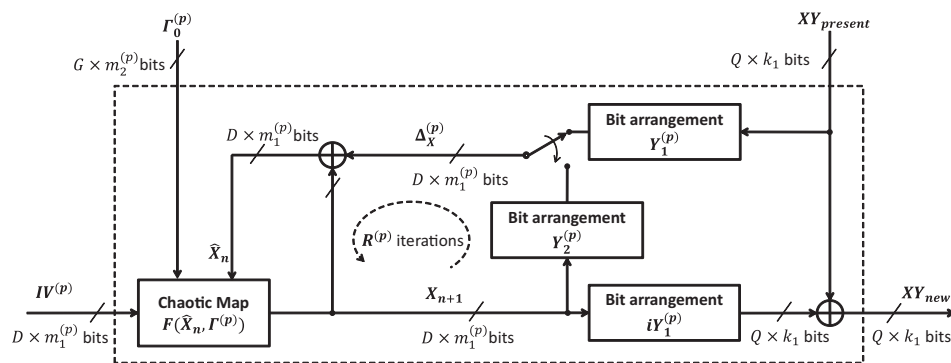 Γ₀⁽ᵖ⁾
XY_present
G × m₂⁽ᵖ⁾ bits
Q × k₁ bits
D × m₁⁽ᵖ⁾ bits
Δ_X⁽ᵖ⁾
D × m₁⁽ᵖ⁾ bits
Bit arrangement
Y₁⁽ᵖ⁾
Bit arrangement
Y₂⁽ᵖ⁾
R⁽ᵖ⁾ iterations
X̂ₙ
IV⁽ᵖ⁾
D × m₁⁽ᵖ⁾ bits
Chaotic Map
F(X̂ₙ, Γ⁽ᵖ⁾)
Xₙ₊₁
D × m₁⁽ᵖ⁾ bits
Bit arrangement
iY₁⁽ᵖ⁾
Q × k₁ bits
XY_new
Q × k₁ bits